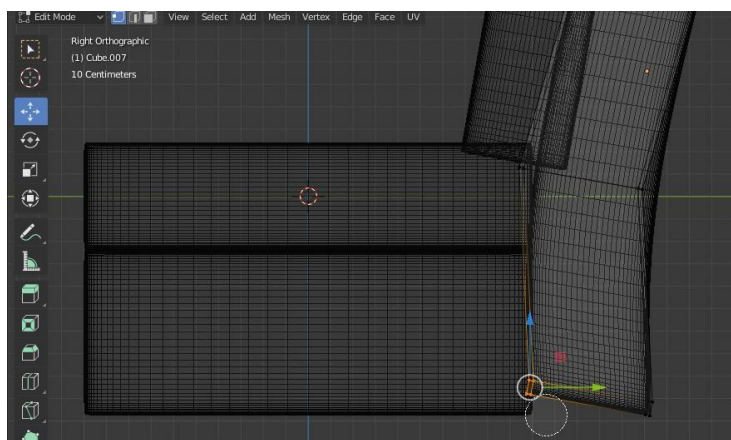 Edit Mode View Select Add Mesh Vertex Edge Face UV
Right Orthographic
(1) Cube.007
10 Centimeters